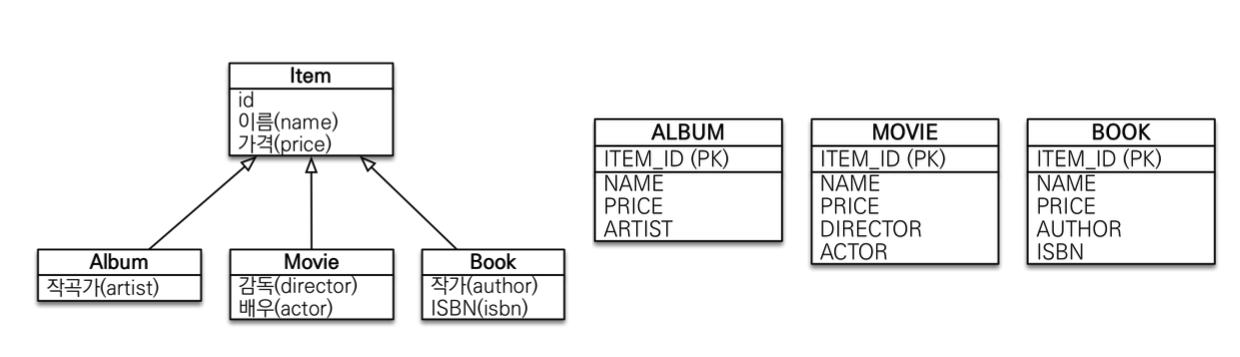 Item
id
이름(name)
가격(price)
Album
작곡가(artist)
Movie
감독(director)
배우(actor)
Book
작가(author)
ISBN(isbn)
ALBUM
ITEM_ID (PK)
NAME
PRICE
ARTIST
MOVIE
ITEM_ID (PK)
NAME
PRICE
DIRECTOR
ACTOR
BOOK
ITEM_ID (PK)
NAME
PRICE
AUTHOR
ISBN